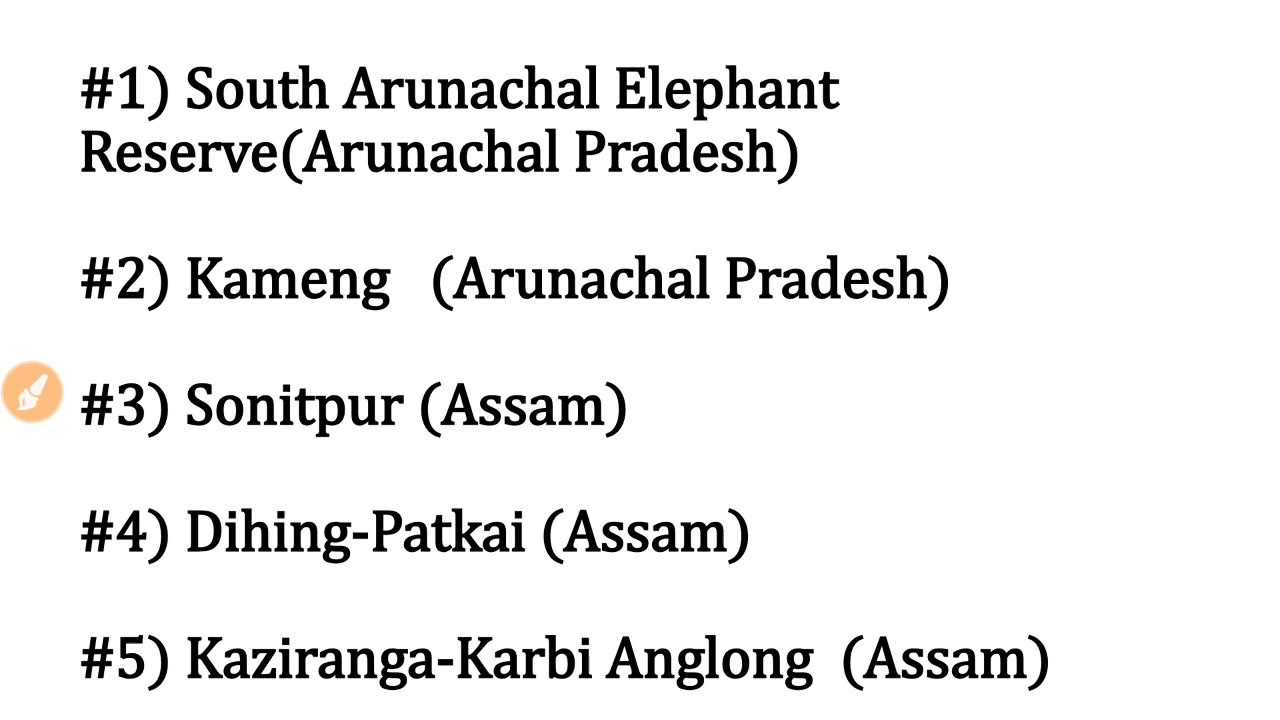 #1) South Arunachal Elephant
Reserve(Arunachal Pradesh)
#2) Kameng (Arunachal Pradesh)
#3) Sonitpur (Assam)
#4) Dihing-Patkai (Assam)
#5) Kaziranga-Karbi Anglong (Assam)